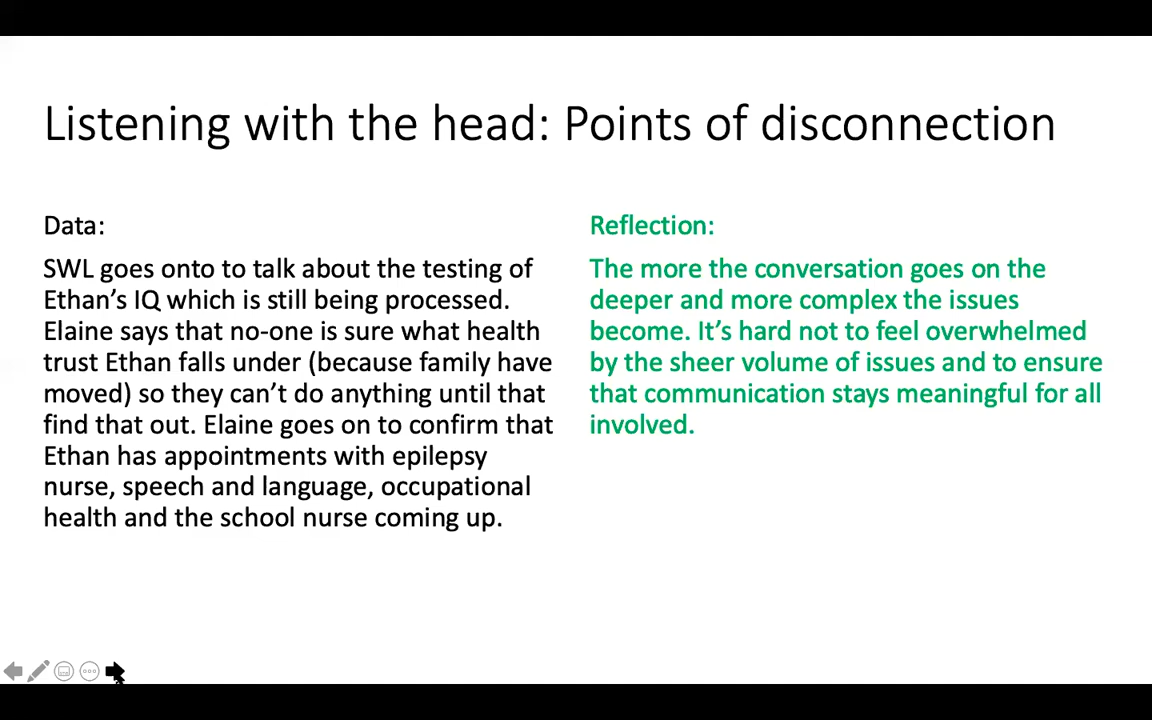 Listening with the head: Points of disconnection
Data:
SWL goes onto to talk about the testing of
Ethan's IQ which is still being processed.
Elaine says that no-one is sure what health
trust Ethan falls under (because family have
moved) so they can't do anything until that
find that out. Elaine goes on to confirm that
Ethan has appointments with epilepsy
nurse, speech and language, occupational
health and the school nurse coming up.
Reflection:
The more the conversation goes on the
deeper and more complex the issues
become. It's hard not to feel overwhelmed
by the sheer volume of issues and to ensure
that communication stays meaningful for all
involved.